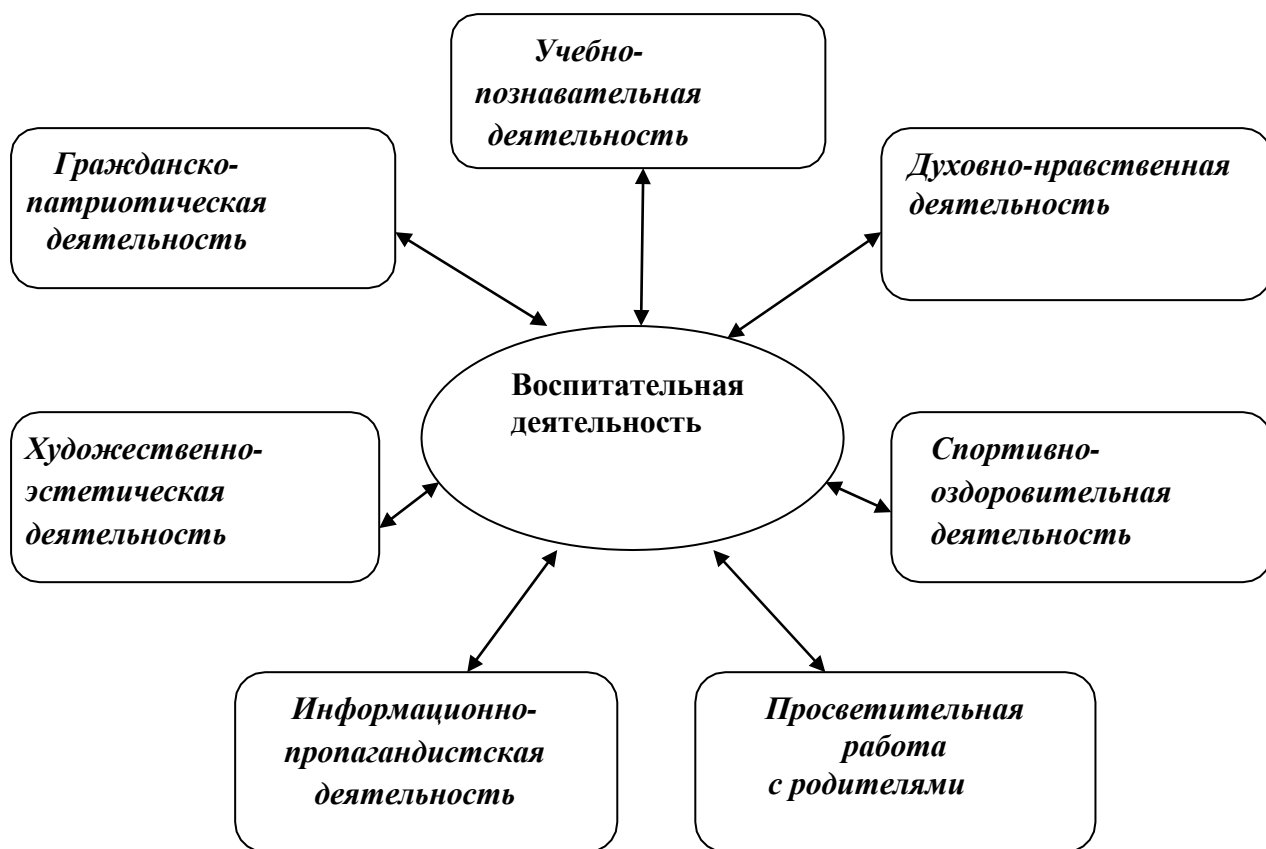 Учебно-
познавательная
деятельность
Гражданско-
патриотическая
деятельность
Духовно-нравственная
деятельность
Воспитательная
деятельность
Художественно-
эстетическая
деятельность
Спортивно-
оздоровительная
деятельность
Информационно-
пропагандистская
деятельность
Просветительная
работа
с родителями